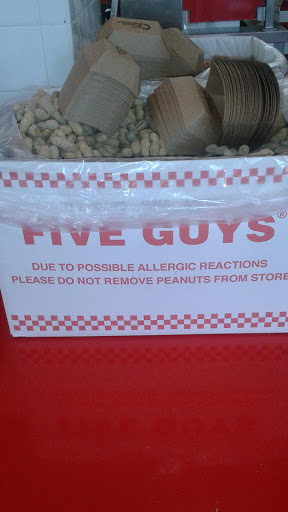 FIVE GUYS®
DUE TO POSSIBLE ALLERGIC REACTIONS
PLEASE DO NOT REMOVE PEANUTS FROM STORE